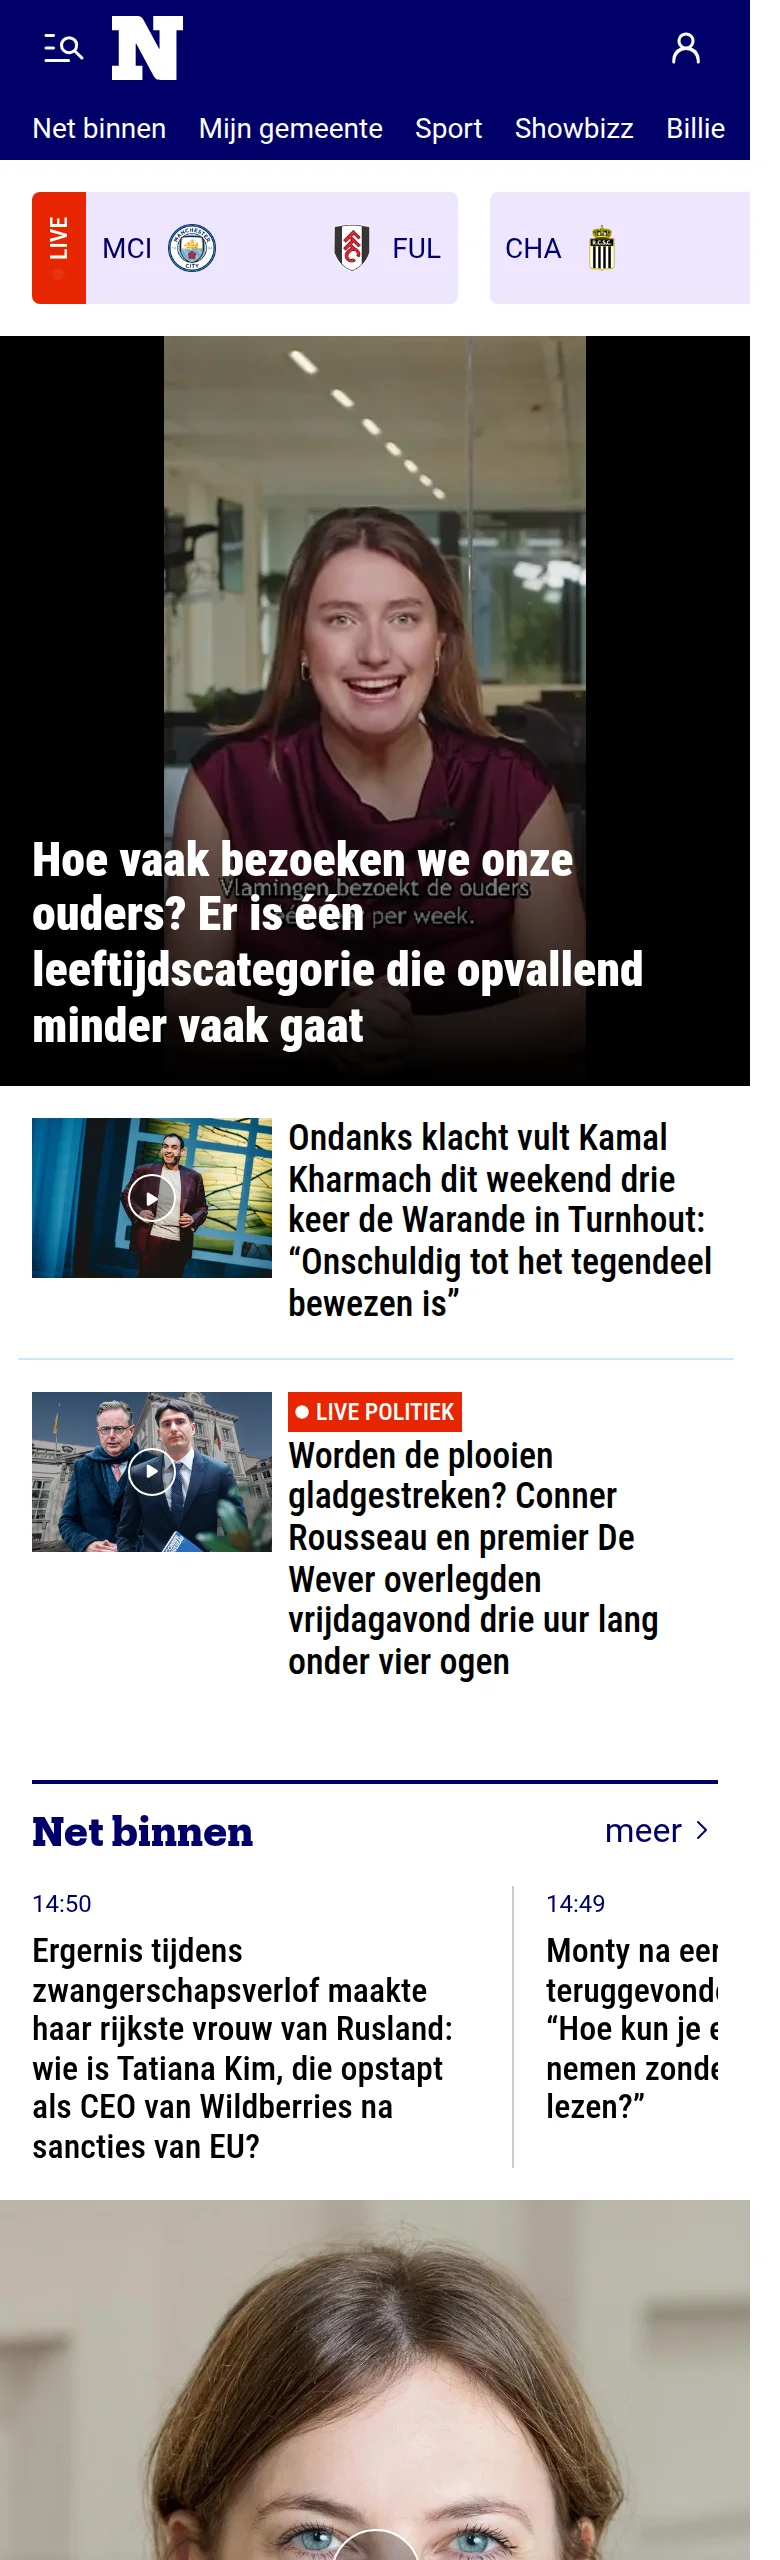 N
Net binnen Mijn gemeente Sport Showbizz Billie
LIVE
MCI
MANCHESTER
CITY
FUL
CHA
R.C.S.C.
Vlamingen bezoekt de ouders
per week.
Hoe vaak bezoeken we onze
ouders? Er is één
leeftijdscategorie die opvallend
minder vaak gaat
Ondanks klacht vult Kamal
Kharmach dit weekend drie
keer de Warande in Turnhout:
“Onschuldig tot het tegendeel
bewezen is”
LIVE POLITIEK
Worden de plooien
gladgestreken? Conner
Rousseau en premier De
Wever overlegden
vrijdagavond drie uur lang
onder vier ogen
Net binnen
meer
14:50
Ergernis tijdens
zwangerschapsverlof maakte
haar rijkste vrouw van Rusland:
wie is Tatiana Kim, die opstapt
als CEO van Wildberries na
sancties van EU?
14:49
Monty na
teruggevond
“Hoe kun je
nemen zonde
lezen?”